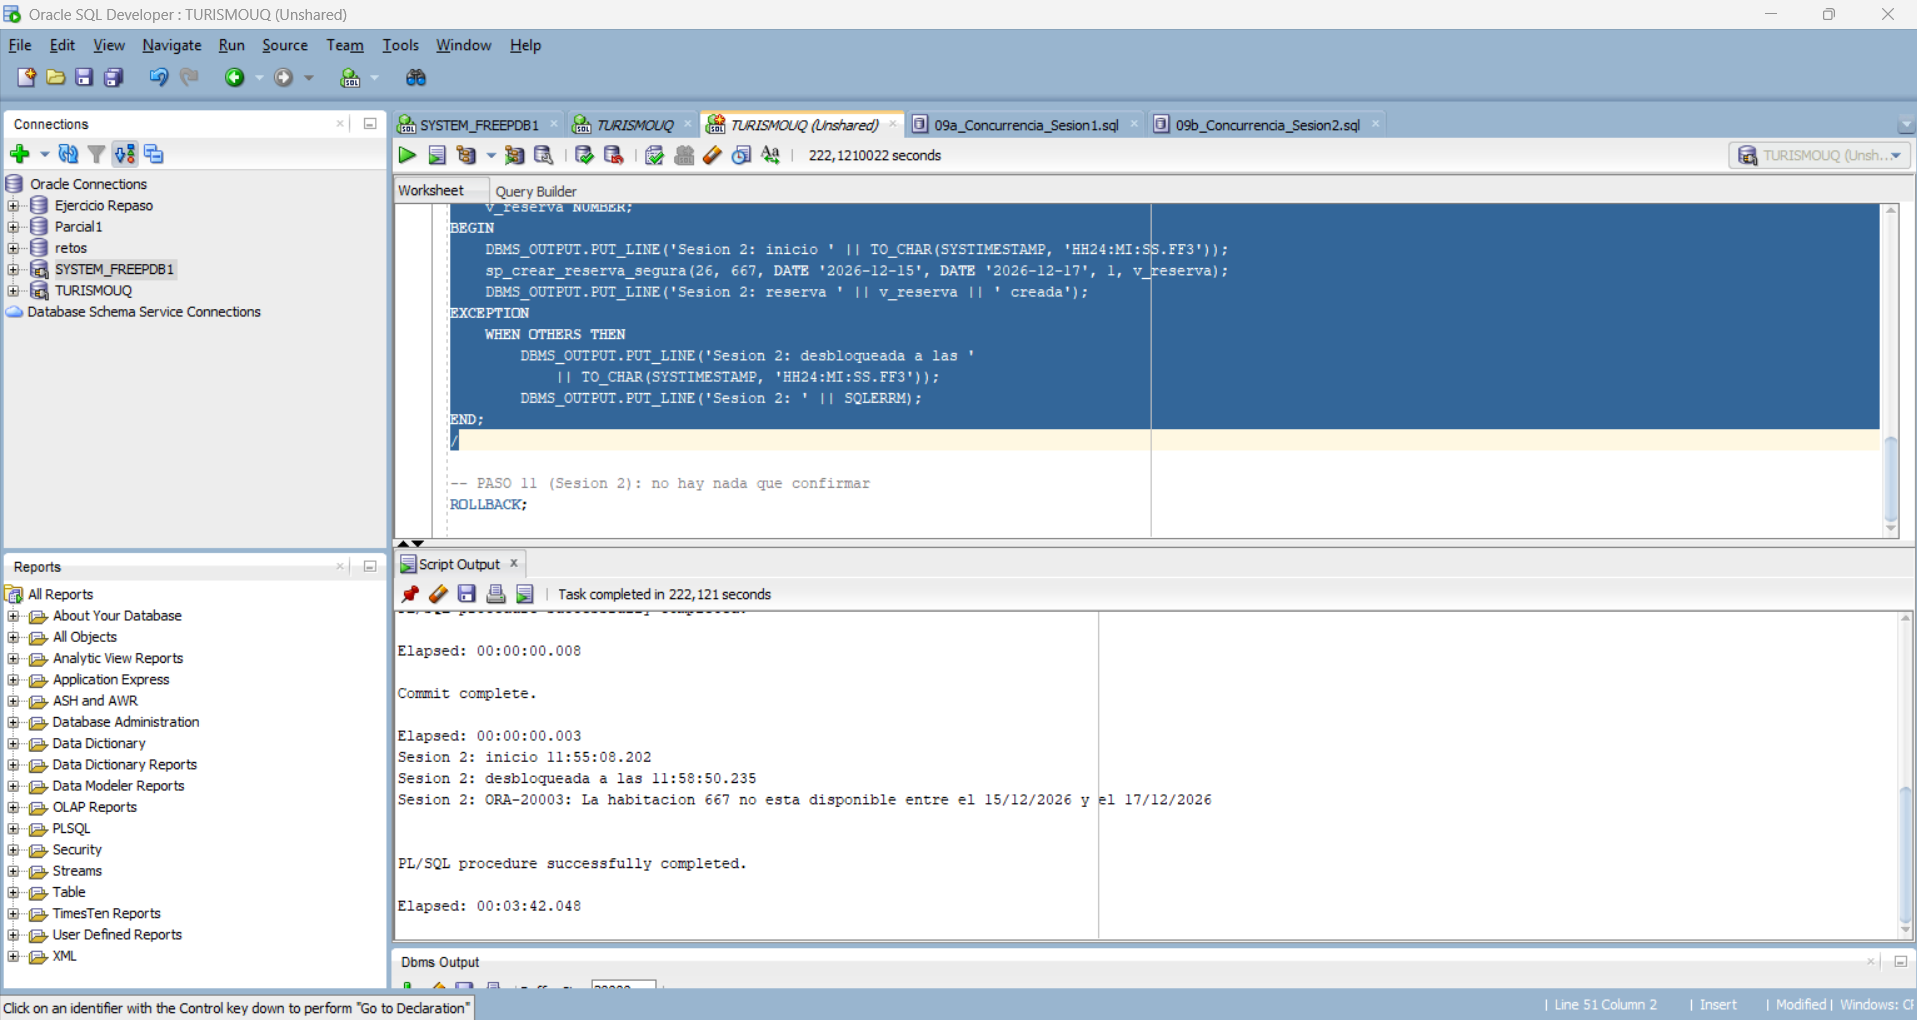 Oracle SQL Developer : TURISMOUQ (Unshared)
File Edit View Navigate Run Source Team Tools Window Help
Connections
Oracle Connections
Ejercicio Repaso
Parcial1
retos
SYSTEM_FREEPDB1
TURISMOUQ
Database Schema Service Connections
Reports
All Reports
About Your Database
All Objects
Analytic View Reports
Application Express
ASH and AWR
Database Administration
Data Dictionary
Data Dictionary Reports
Data Modeler Reports
OLAP Reports
PLSQL
Security
Streams
Table
TimesTen Reports
User Defined Reports
XML
SYSTEM_FREEPDB1 TURISMOUQ TURISMOUQ (Unshared) 09a_Concurrencia_Sesion1.sql 09b_Concurrencia_Sesion2.sql
222,1210022 seconds
TURISMOUQ (Unsh...
Worksheet Query Builder
v_reserva NUMBER;
BEGIN
DBMS_OUTPUT.PUT_LINE('Sesion 2: inicio ' || TO_CHAR(SYSTIMESTAMP, 'HH24:MI:SS.FF3'));
sp_crear_reserva_segura(26, 667, DATE '2026-12-15', DATE '2026-12-17', 1, v_reserva);
DBMS_OUTPUT.PUT_LINE('Sesion 2: reserva ' || v_reserva || ' creada');
EXCEPTION
WHEN OTHERS THEN
DBMS_OUTPUT.PUT_LINE('Sesion 2: desbloqueada a las '
|| TO_CHAR(SYSTIMESTAMP, 'HH24:MI:SS.FF3'));
DBMS_OUTPUT.PUT_LINE('Sesion 2: ' || SQLERRM);
END;
/
-- PASO 11 (Sesion 2): no hay nada que confirmar
ROLLBACK;
Script Output
Task completed in 222,121 seconds
PL/SQL procedure successfully completed.
Elapsed: 00:00:00.008
Commit complete.
Elapsed: 00:00:00.003
Sesion 2: inicio 11:55:08.202
Sesion 2: desbloqueada a las 11:58:50.235
Sesion 2: ORA-20003: La habitacion 667 no esta disponible entre el 15/12/2026 y el 17/12/2026
PL/SQL procedure successfully completed.
Elapsed: 00:03:42.048
Dbms Output
Click on an identifier with the Control key down to perform "Go to Declaration"
| Line 51 Column 2 | Insert | Modified | Windows: